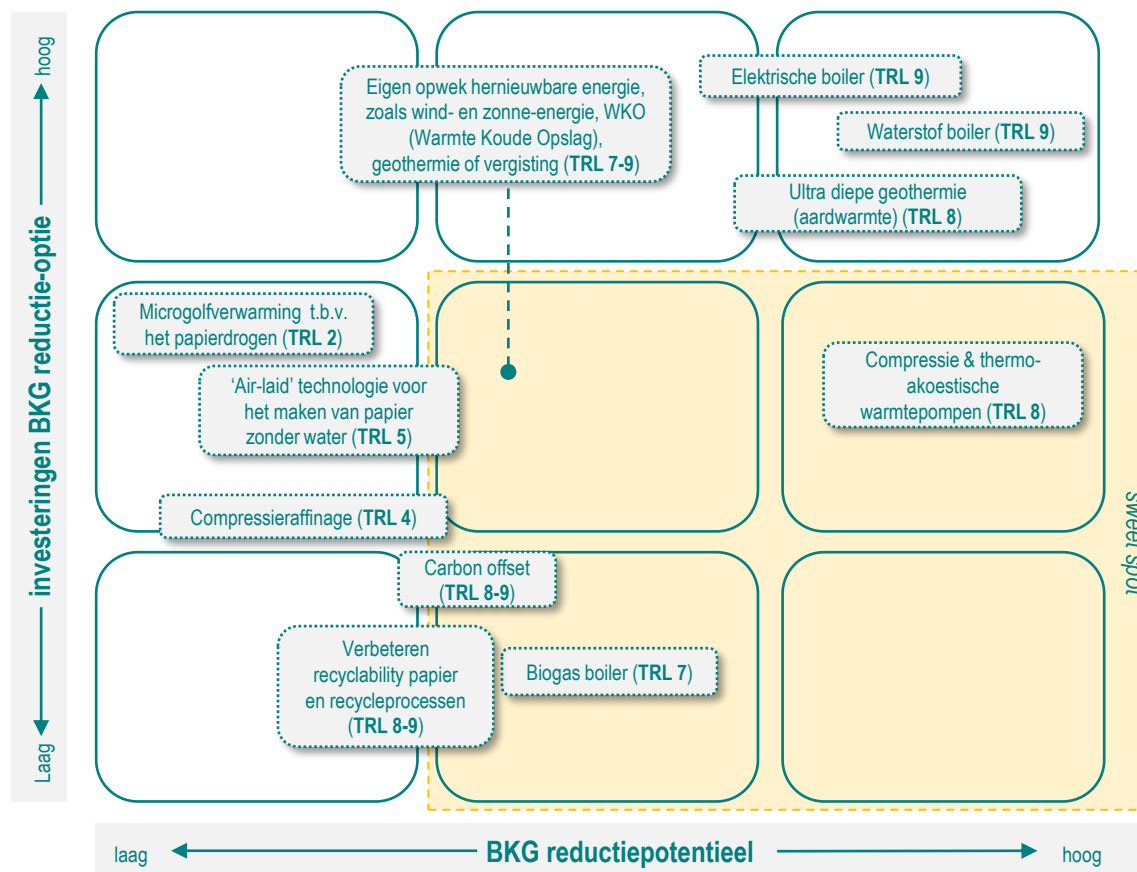 hoog
investeringen BKG reductie-optie
Laag
Eigen opwek hernieuwbare energie,
zoals wind- en zonne-energie, WKO
(Warmte Koude Opslag),
geothermie of vergisting (TRL 7-9)
Elektrische boiler (TRL 9)
Waterstof boiler (TRL 9)
Ultra diepe geothermie
(aardwarmte) (TRL 8)
Microgolfverwarming t.b.v.
het papierdrogen (TRL 2)
'Air-laid' technologie voor
het maken van papier
zonder water (TRL 5)
Compressie & thermo-
akoestische
warmtepompen (TRL 8)
Compressieraffinage (TRL 4)
sweet spot
Carbon offset
(TRL 8-9)
Verbeteren
recyclability papier
en recycleprocessen
(TRL 8-9)
Biogas boiler (TRL 7)
laag
BKG reductiepotentieel
hoog